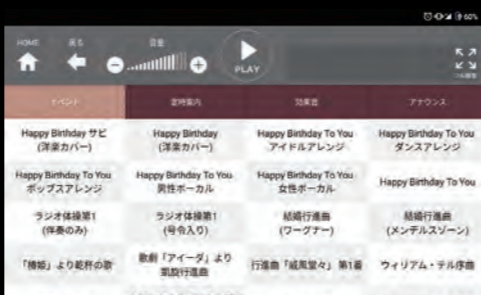 60%
HOME 戻る 音量
PLAY
イベント 定時案内 効果音 アナウンス
Happy Birthday サビ
(洋楽カバー)
Happy Birthday
(洋楽カバー)
Happy Birthday To You
アイドルアレンジ
Happy Birthday To You
ダンスアレンジ
Happy Birthday To You
ポップスアレンジ
Happy Birthday To You
男性ボーカル
Happy Birthday To You
女性ボーカル
Happy Birthday To You
ラジオ体操第1
(伴奏のみ)
ラジオ体操第1
(号令入り)
結婚行進曲
(ワーグナー)
結婚行進曲
(メンデルスゾーン)
「椿姫」より乾杯の歌
歌劇「アイーダ」より
凱旋行進曲
行進曲「威風堂々」第1番
ウィリアム・テル序曲